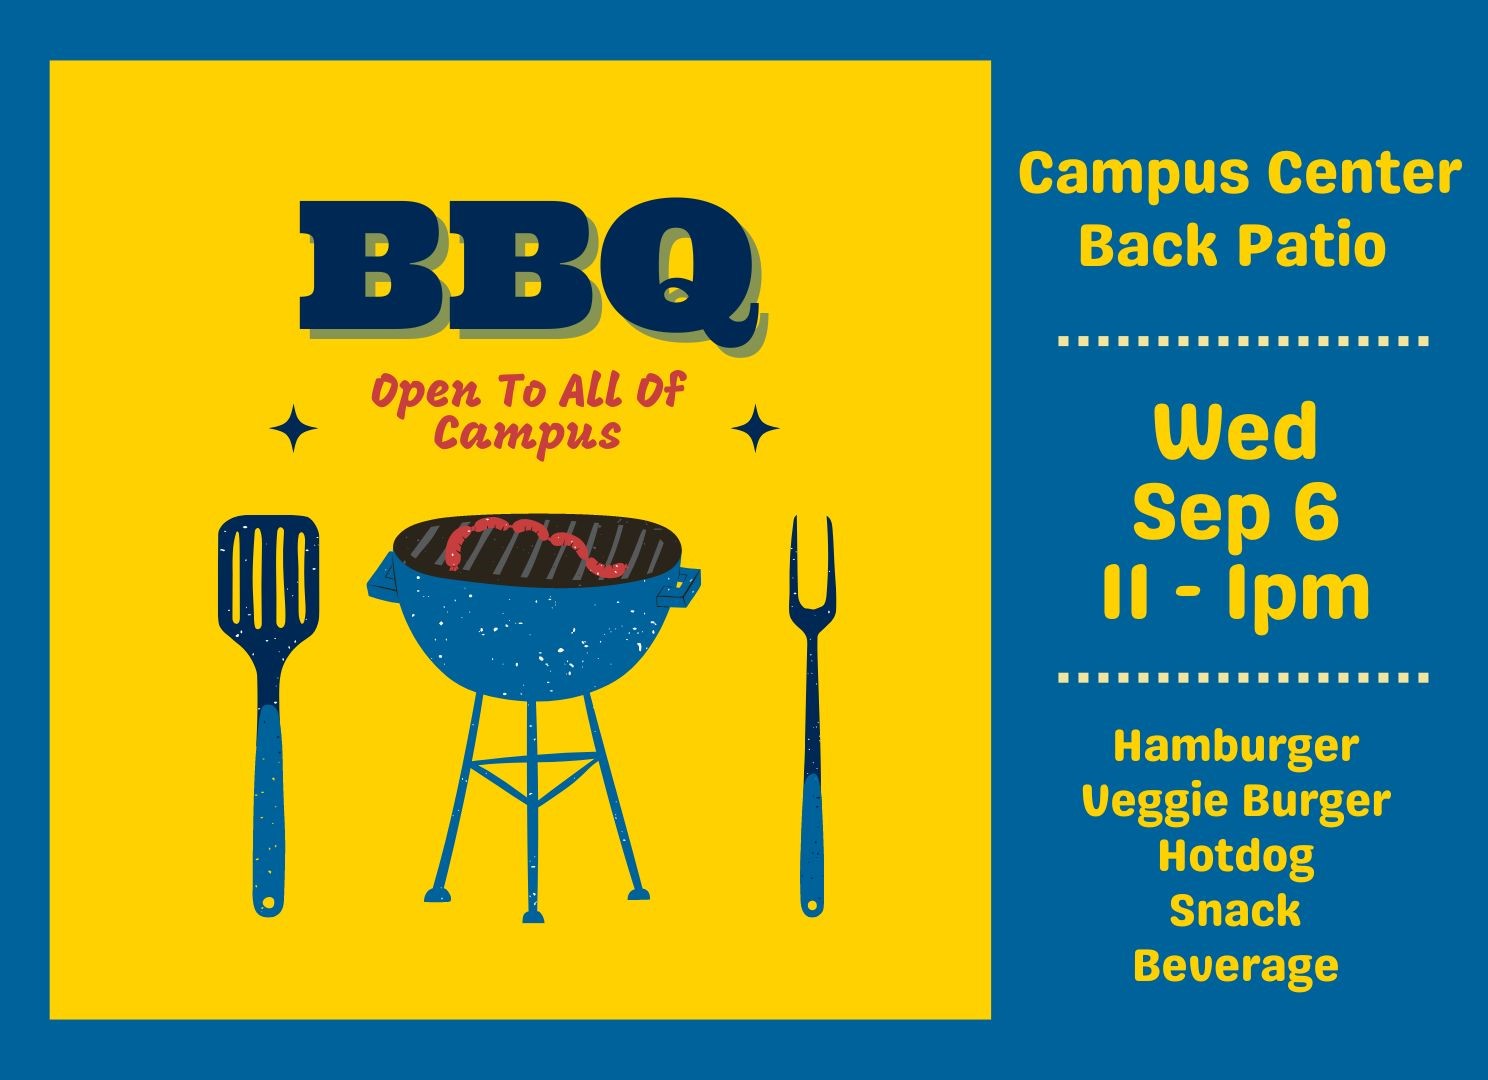 BBQ
Open To All Of
Campus
Campus Center
Back Patio
Wed
Sep 6
11 - 1pm
Hamburger
Veggie Burger
Hotdog
Snack
Beverage